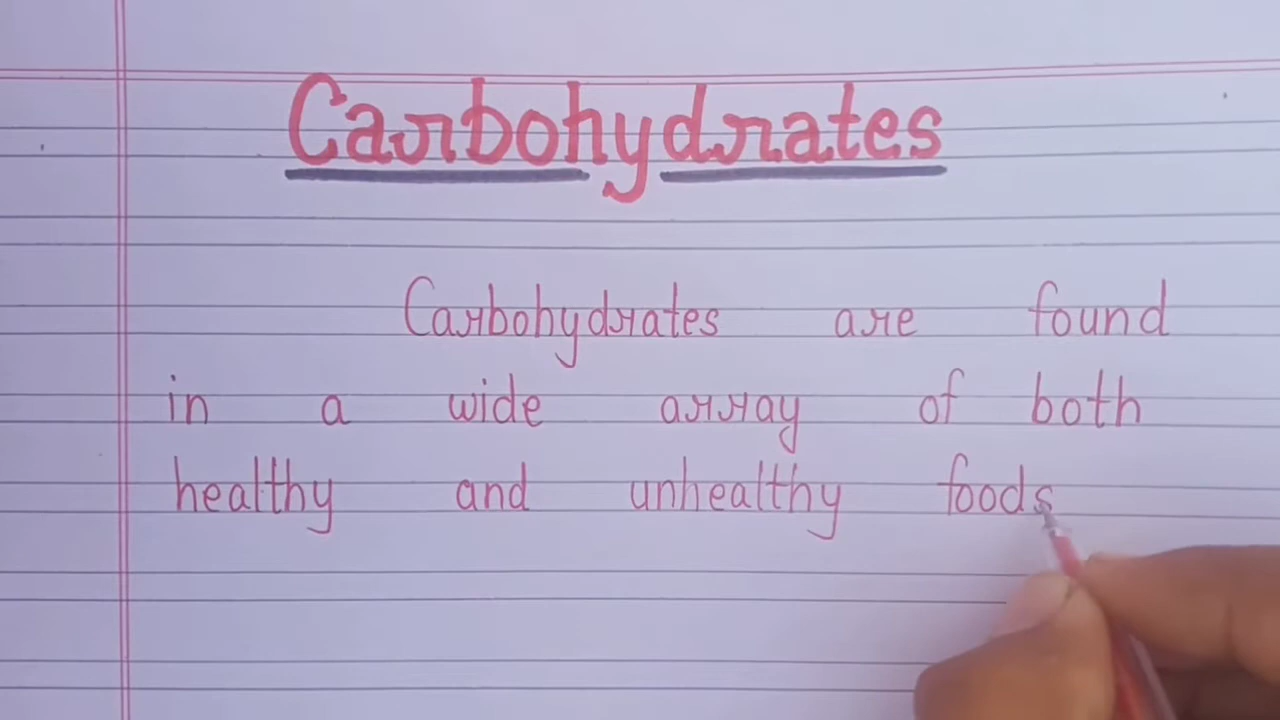 Carbohydrates
Carbohydrates are found
in a wide array of both
healthy and unhealthy foods